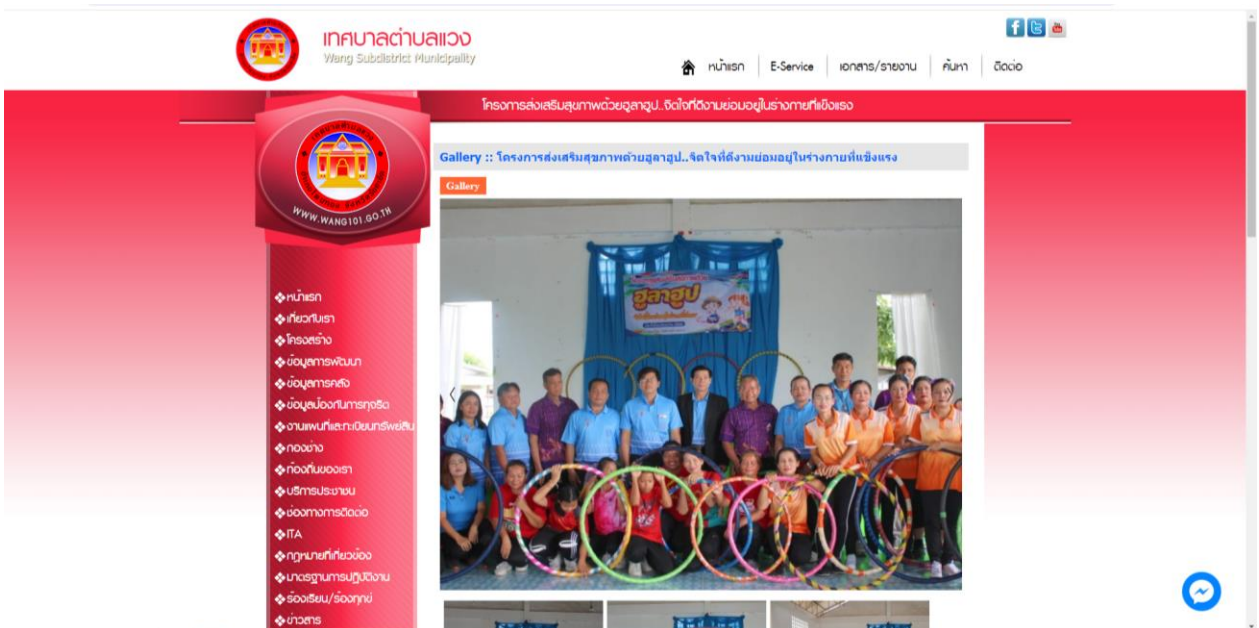 เทศบาลตำบลแวง
Wang Subdistrict Municipality
หน้าแรก
E-Service
เอกสาร/รายงาน
ค้นหา
ติดต่อ
โครงการส่งเสริมสุขภาพด้วยฮูลาฮูป..จิตใจที่ดีงามย่อมอยู่ในร่างกายที่แข็งแรง
WWW.WANG101.GO.TH
Gallery :: โครงการส่งเสริมสุขภาพด้วยฮูลาฮูป..จิตใจที่ดีงามย่อมอยู่ในร่างกายที่แข็งแรง
Gallery
ฮูลาฮูป
หน้าแรก
เกี่ยวกับเรา
โครงสร้าง
ข้อมูลการพัฒนา
ข้อมูลการคลัง
ข้อมูลป้องกันการทุจริต
งานแผนที่และทะเบียนทรัพย์สิน
กองช่าง
ท้องถิ่นของเรา
บริการประชาชน
ช่องทางการติดต่อ
ITA
กฎหมายที่เกี่ยวข้อง
มาตรฐานการปฏิบัติงาน
ร้องเรียน/ร้องทุกข์
ข่าวสาร